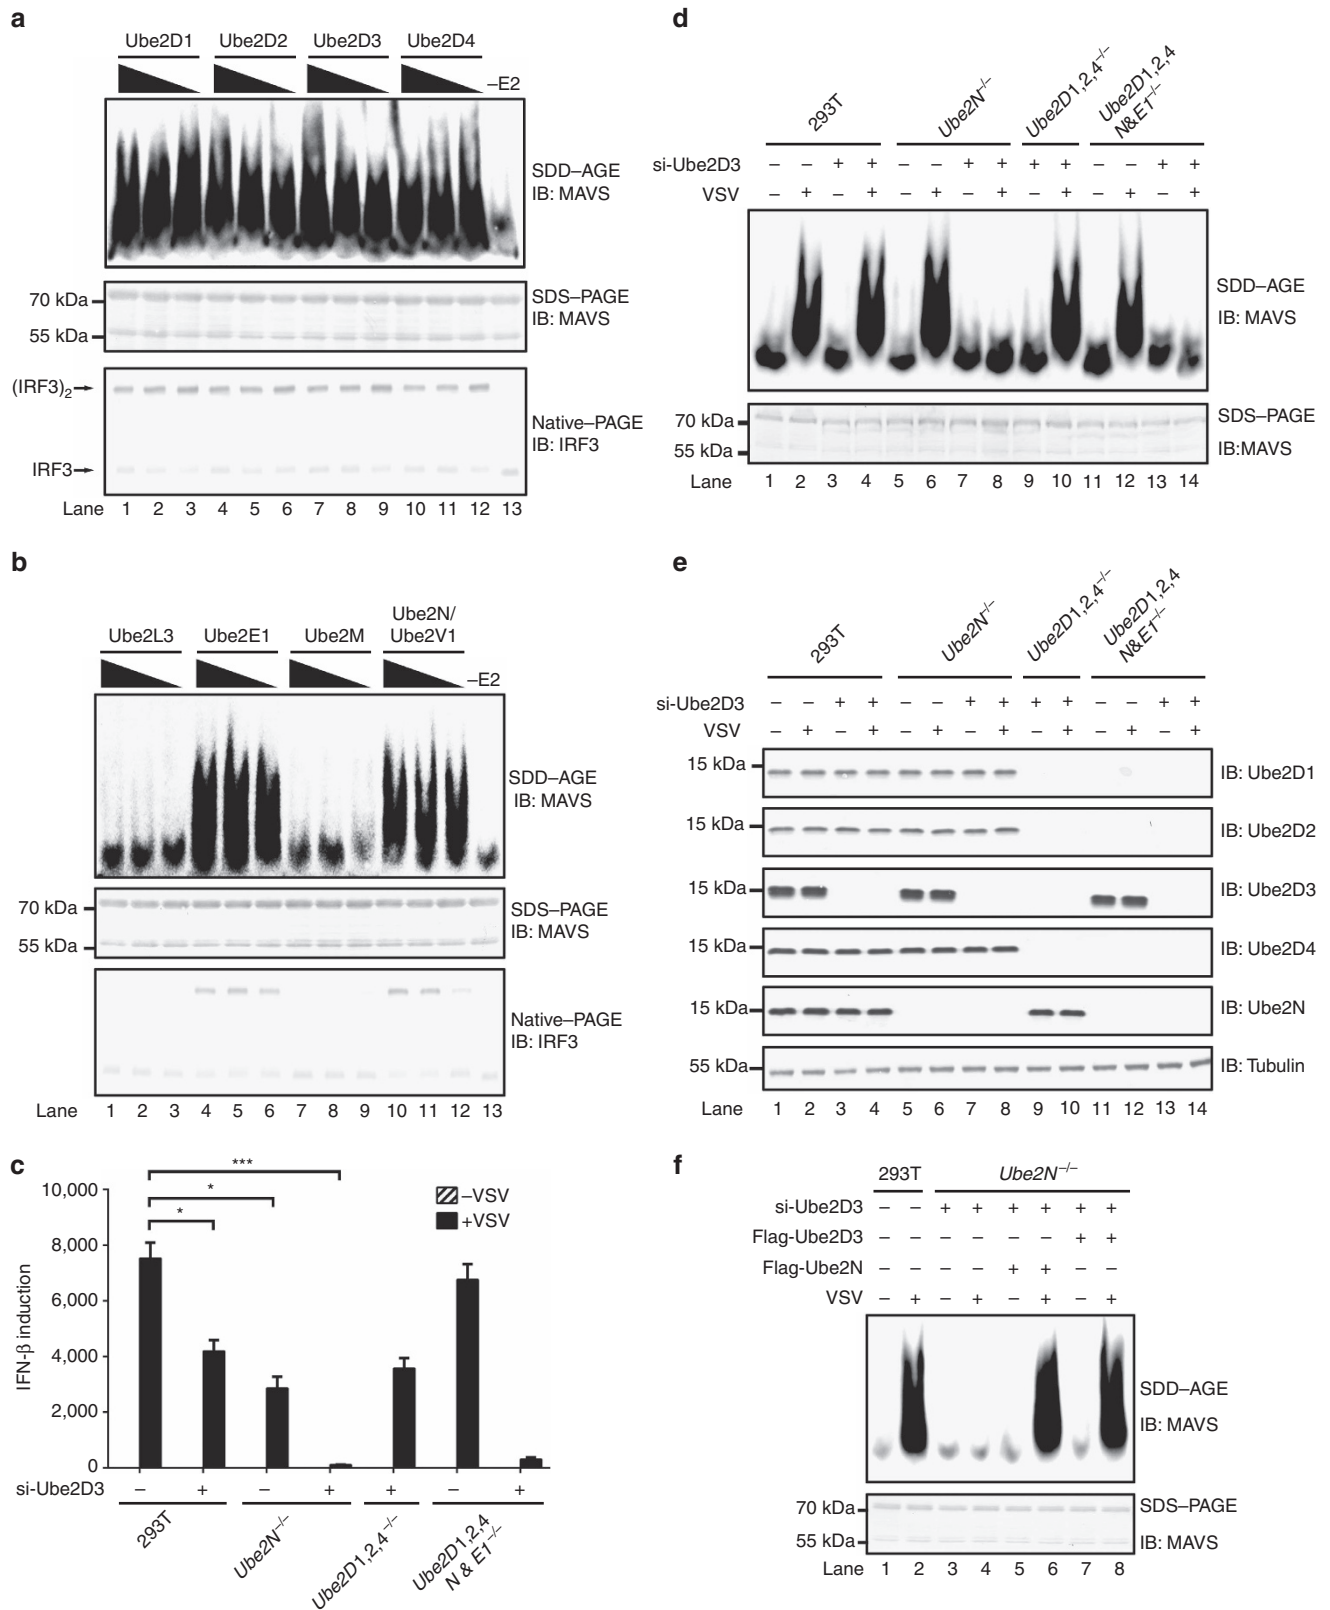 a
Ube2D1 Ube2D2 Ube2D3 Ube2D4
–E2
SDD–AGE
IB: MAVS
70 kDa
55 kDa
SDS–PAGE
IB: MAVS
(IRF3)2
IRF3
Native–PAGE
IB: IRF3
Lane 1 2 3 4 5 6 7 8 9 10 11 12 13
b
Ube2L3 Ube2E1 Ube2M Ube2N/
Ube2V1
–E2
SDD–AGE
IB: MAVS
70 kDa
55 kDa
SDS–PAGE
IB: MAVS
Native–PAGE
IB: IRF3
Lane 1 2 3 4 5 6 7 8 9 10 11 12 13
c
***
*
*
–VSV
+VSV
IFN-β induction
10,000
8,000
6,000
4,000
2,000
0
si-Ube2D3 – + – + + – +
293T
Ube2N–/–
Ube2D1,2,4–/–
Ube2D1,2,4
N & E1–/–
d
293T
Ube2N–/–
Ube2D1,2,4–/–
Ube2D1,2,4
N&E1–/–
si-Ube2D3 – – + + – – + + + + – – + +
VSV – + – + – + – + – + – + – +
SDD–AGE
IB: MAVS
70 kDa
55 kDa
SDS–PAGE
IB:MAVS
Lane 1 2 3 4 5 6 7 8 9 10 11 12 13 14
e
293T
Ube2N–/–
Ube2D1,2,4–/–
Ube2D1,2,4
N&E1–/–
si-Ube2D3 – – + + – – + + + + – – + +
VSV – + – + – + – + – + – + – +
15 kDa IB: Ube2D1
15 kDa IB: Ube2D2
15 kDa IB: Ube2D3
15 kDa IB: Ube2D4
15 kDa IB: Ube2N
55 kDa IB: Tubulin
Lane 1 2 3 4 5 6 7 8 9 10 11 12 13 14
f
293T Ube2N–/–
si-Ube2D3 – – + + + + + +
Flag-Ube2D3 – – – – – – + +
Flag-Ube2N – – – – + + – –
VSV – + – + – + – +
SDD–AGE
IB: MAVS
70 kDa
55 kDa
SDS–PAGE
IB: MAVS
Lane 1 2 3 4 5 6 7 8